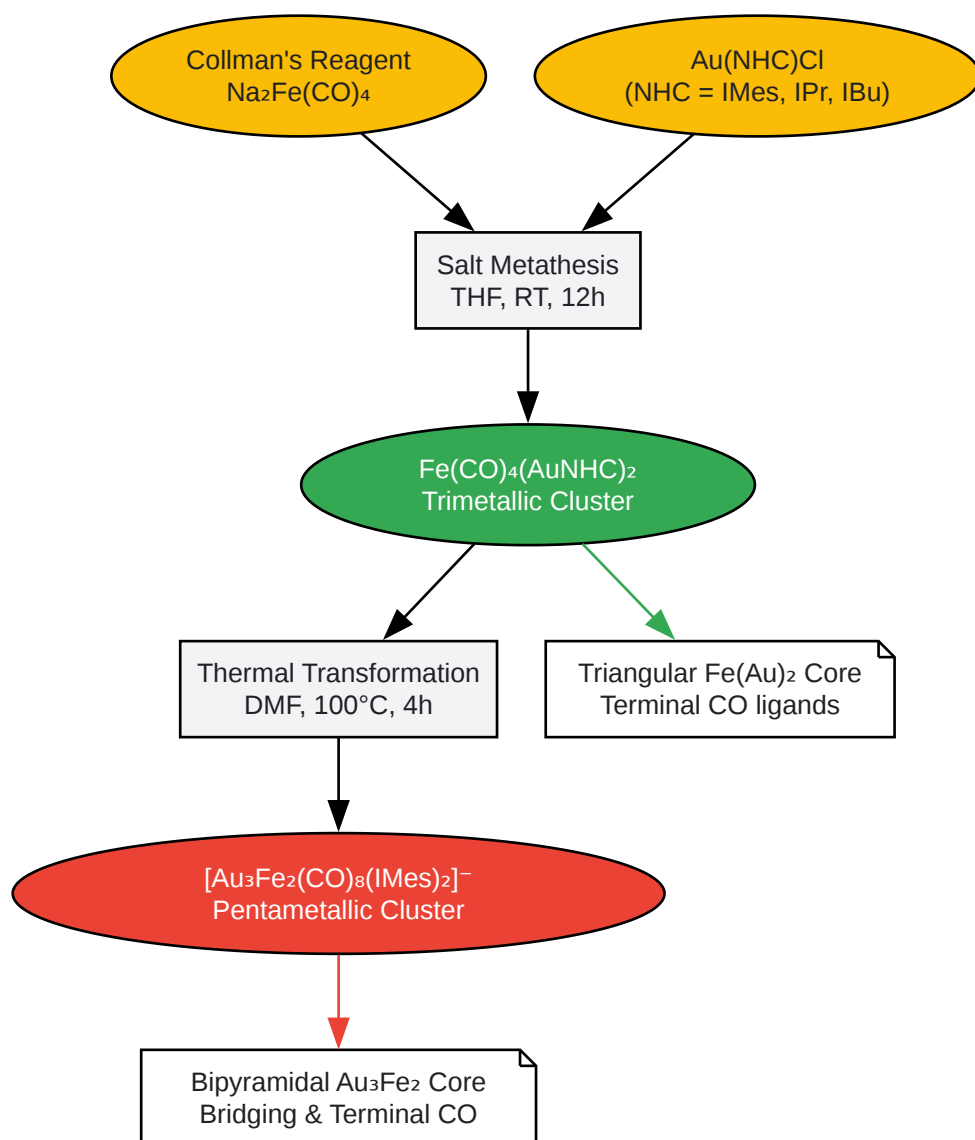 Collman's Reagent
Na₂Fe(CO)₄
Au(NHC)Cl
(NHC = IMes, IPr, IBu)
Salt Metathesis
THF, RT, 12h
Fe(CO)₄(AuNHC)₂
Trimetallic Cluster
Thermal Transformation
DMF, 100°C, 4h
Triangular Fe(Au)₂ Core
Terminal CO ligands
[Au₃Fe₂(CO)₈(IMes)₂]⁻
Pentametallic Cluster
Bipyramidal Au₃Fe₂ Core
Bridging & Terminal CO